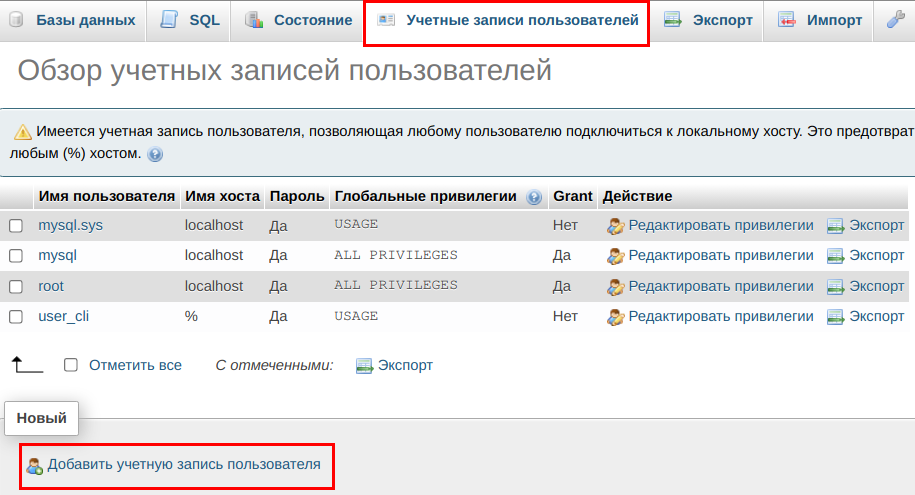 Базы данных SQL Состояние Учетные записи пользователей Экспорт Импорт
Обзор учетных записей пользователей
Имеется учетная запись пользователя, позволяющая любому пользователю подключиться к локальному хосту. Это предотврат
любым (%) хостом.
Имя пользователя Имя хоста Пароль Глобальные привилегии Grant Действие
mysql.sys localhost Да USAGE Нет Редактировать привилегии Экспорт
mysql localhost Да ALL PRIVILEGES Да Редактировать привилегии Экспорт
root localhost Да ALL PRIVILEGES Да Редактировать привилегии Экспорт
user_cli % Да USAGE Нет Редактировать привилегии Экспорт
Отметить все С отмеченными: Экспорт
Новый
Добавить учетную запись пользователя